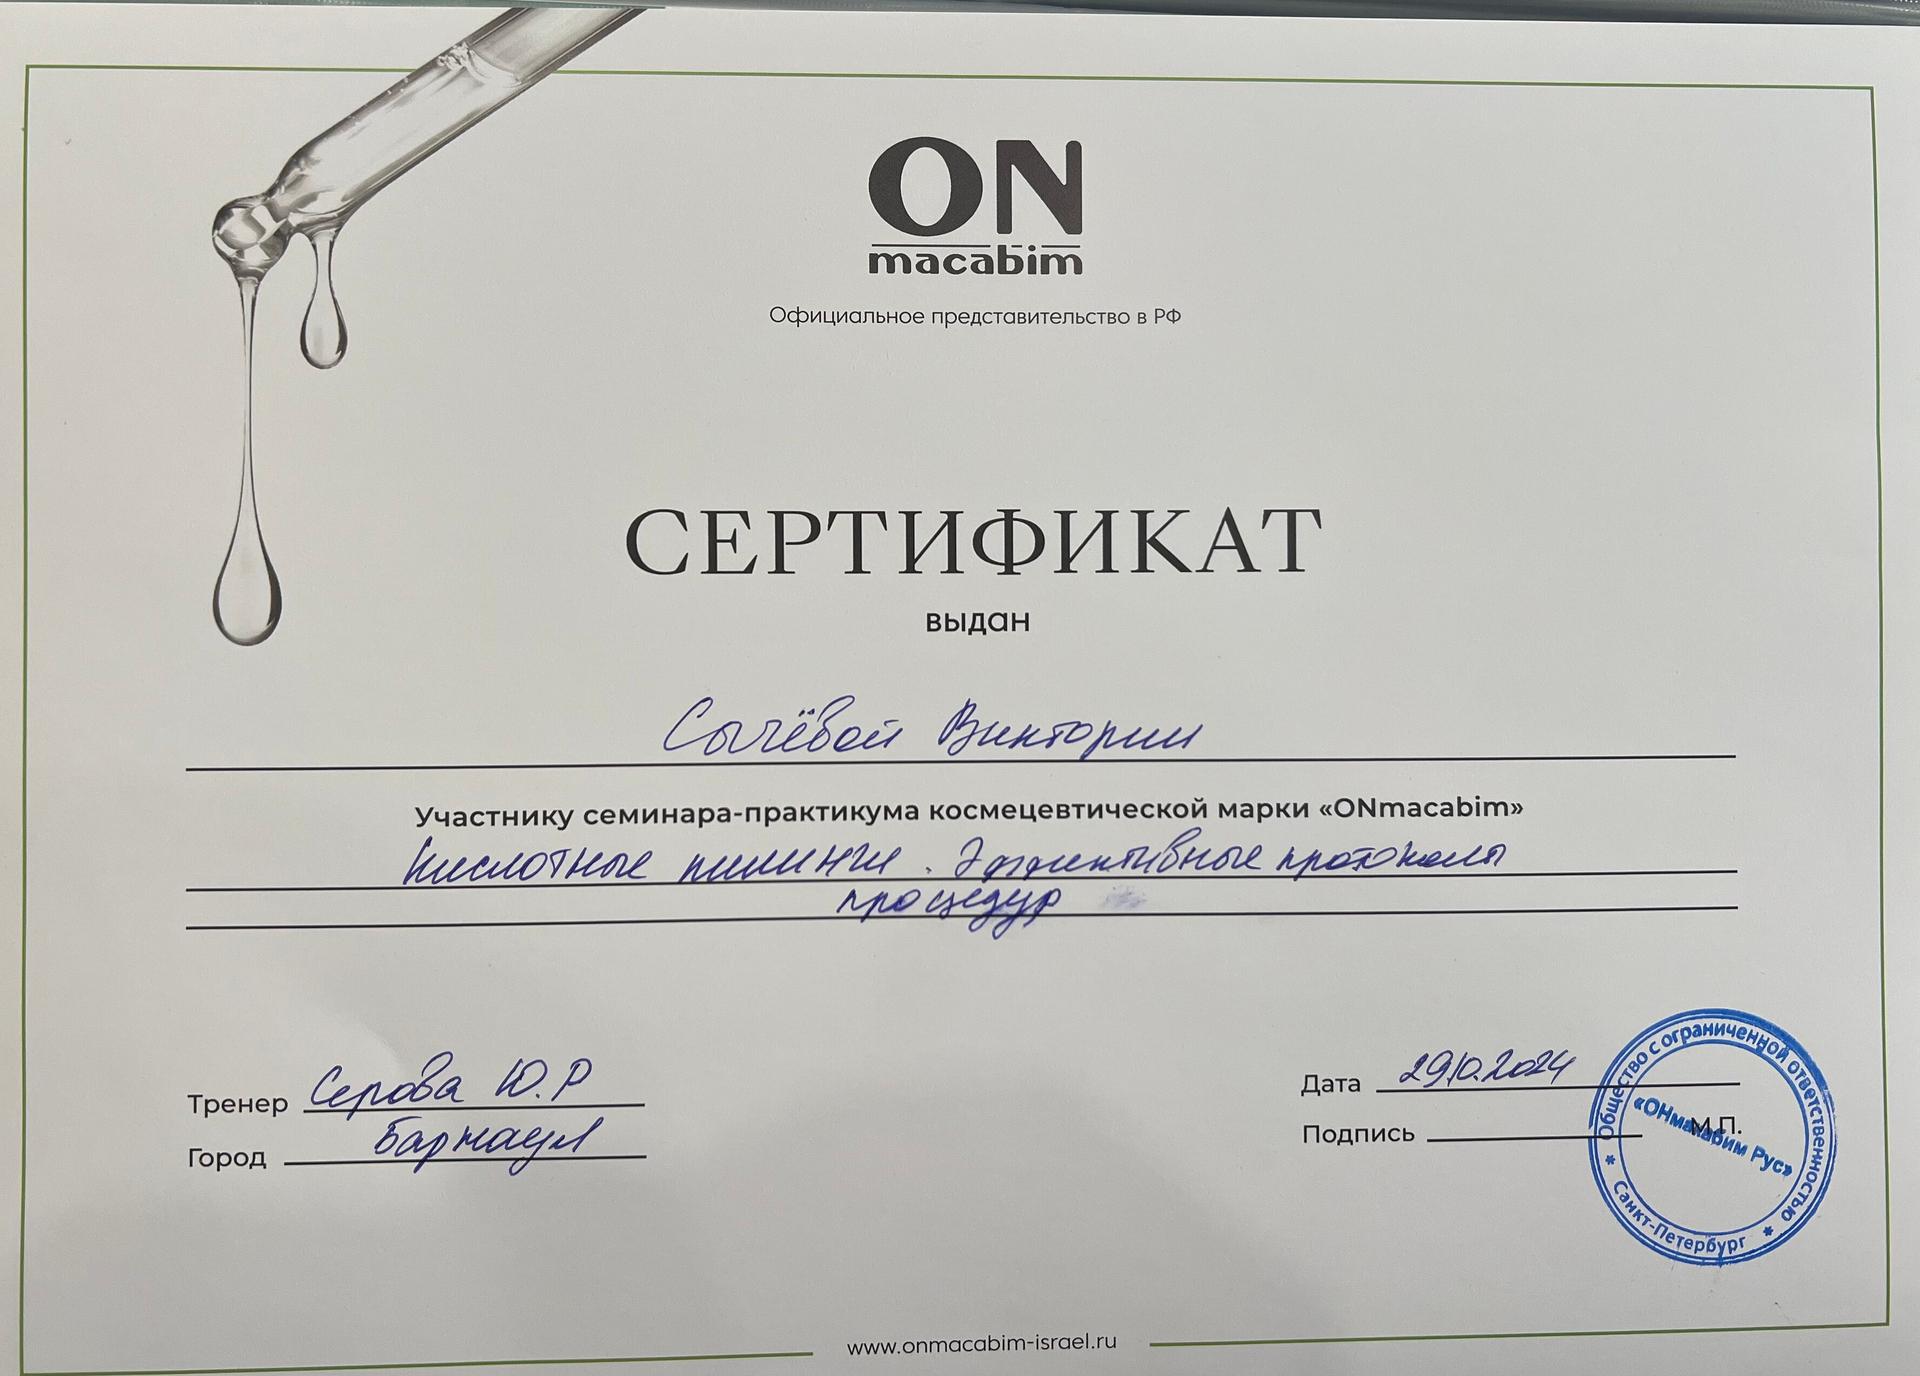 ON
macabim
Официальное представительство в РФ
СЕРТИФИКАТ
выдан
Сычёвой Виктории
Участнику семинара-практикума космецевтической марки «ONmacabim»
Кислотные пилинги. Эффективные протоколы
процедур
Тренер Серова Ю.Р
Город Барнаул
Дата 29.10.2024
Подпись
М.П.
Общество с ограниченной ответственностью
«ОНмакабим Рус»
* Санкт-Петербург *
www.onmacabim-israel.ru